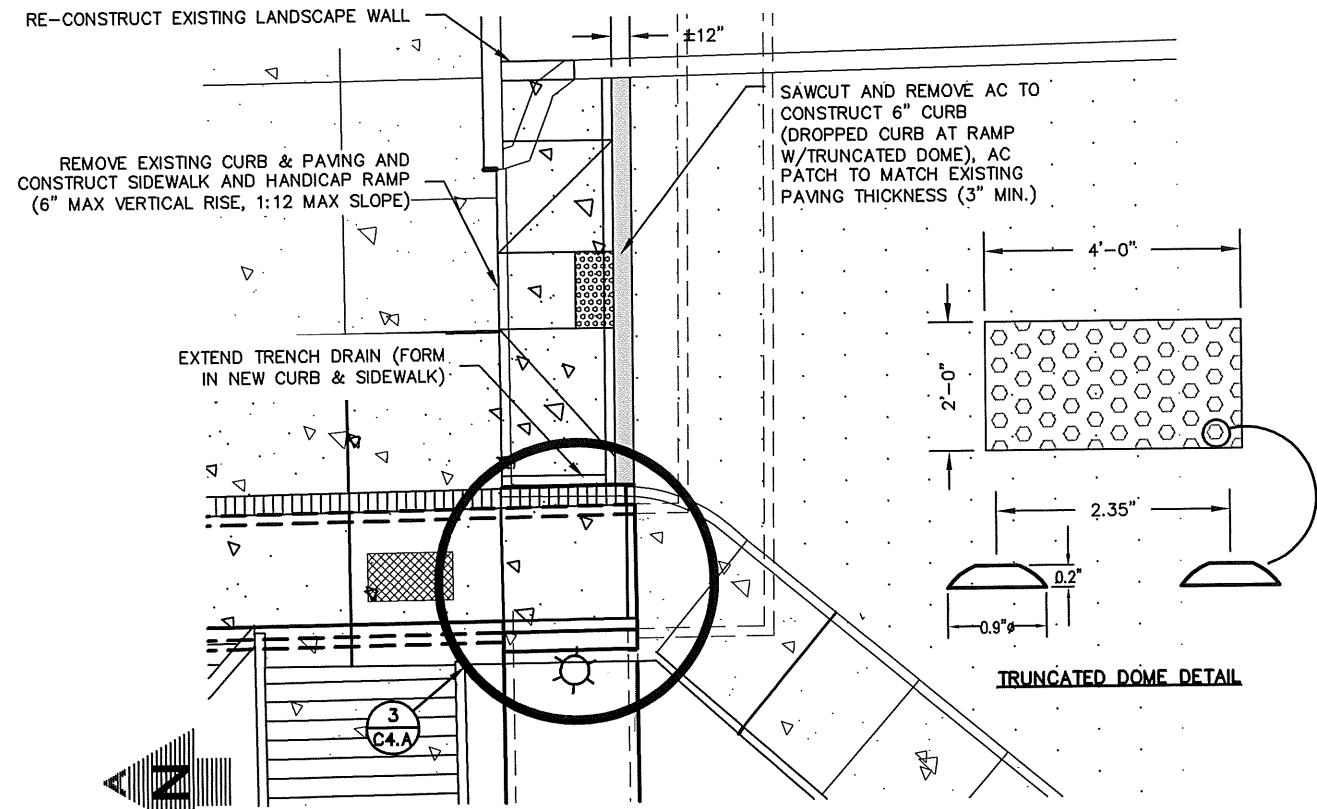 RE-CONSTRUCT EXISTING LANDSCAPE WALL
±12"
SAWCUT AND REMOVE AC TO
CONSTRUCT 6" CURB
(DROPPED CURB AT RAMP
W/TRUNCATED DOME), AC
PATCH TO MATCH EXISTING
PAVING THICKNESS (3" MIN.)
REMOVE EXISTING CURB & PAVING AND
CONSTRUCT SIDEWALK AND HANDICAP RAMP
(6" MAX VERTICAL RISE, 1:12 MAX SLOPE)
EXTEND TRENCH DRAIN (FORM
IN NEW CURB & SIDEWALK)
4'-0"
2'-0"
2.35"
0.2"
0.9"ø
TRUNCATED DOME DETAIL
3
C4.A
N